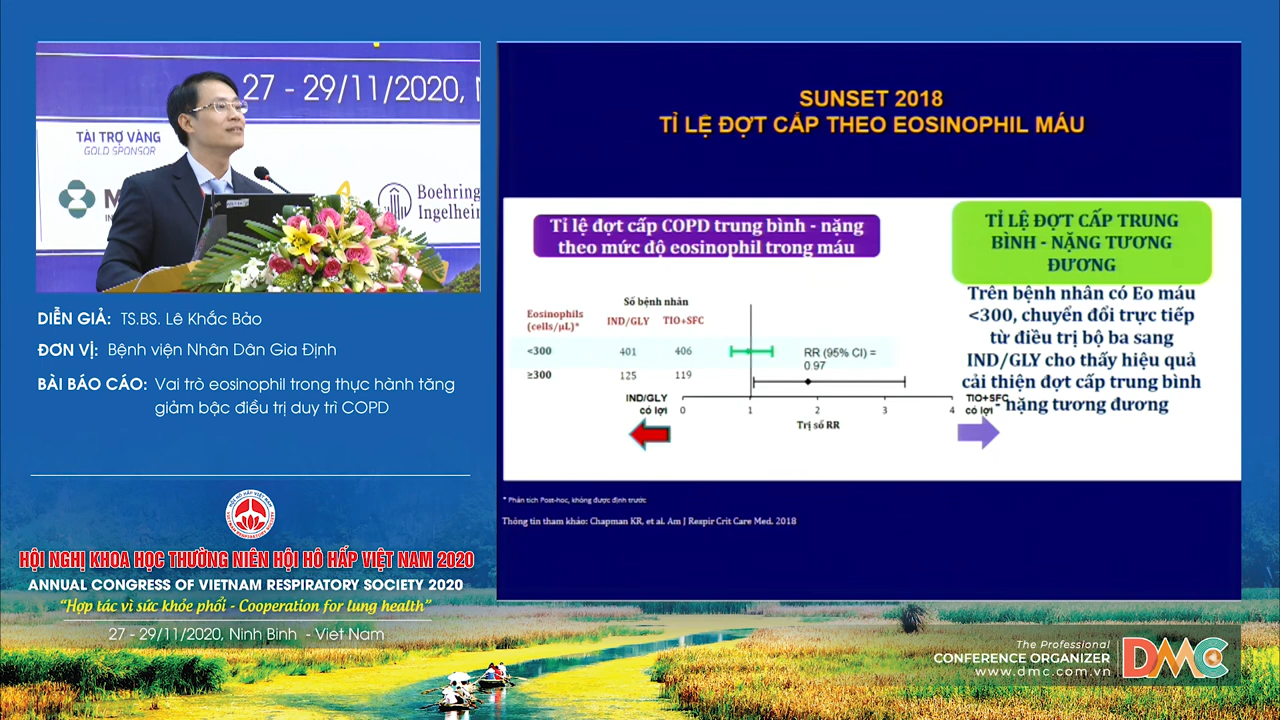 27 - 29/11/2020, N
TÀI TRỢ VÀNG
GOLD SPONSOR
M
IN
Boehring
Ingelheim
DIỄN GIẢ: TS.BS. Lê Khắc Bảo
ĐƠN VỊ: Bệnh viện Nhân Dân Gia Định
BÀI BÁO CÁO: Vai trò eosinophil trong thực hành tăng
giảm bậc điều trị duy trì COPD
HỘI NGHỊ KHOA HỌC THƯỜNG NIÊN HỘI HÔ HẤP VIỆT NAM 2020
ANNUAL CONGRESS OF VIETNAM RESPIRATORY SOCIETY 2020
“Hợp tác vì sức khỏe phổi - Cooperation for lung health”
27 - 29/11/2020, Ninh Bình - Viet Nam
SUNSET 2018
TỈ LỆ ĐỢT CẤP THEO EOSINOPHIL MÁU
Tỉ lệ đợt cấp COPD trung bình - nặng
theo mức độ eosinophil trong máu
Số bệnh nhân
Eosinophils
(cells/µL)*
IND/GLY TIO+SFC
<300 401 406
RR (95% CI) =
0.97
≥300 125 119
IND/GLY
có lợi
0 1 2 3 4
TIO+SFC
có lợi
Trị số RR
TỈ LỆ ĐỢT CẤP TRUNG
BÌNH - NẶNG TƯƠNG
ĐƯƠNG
Trên bệnh nhân có Eo máu
<300, chuyển đổi trực tiếp
từ điều trị bộ ba sang
IND/GLY cho thấy hiệu quả
cải thiện đợt cấp trung bình
- nặng tương đương
* Phân tích Post-hoc, không được định trước
Thông tin tham khảo: Chapman KR, et al. Am J Respir Crit Care Med. 2018
The Professional
CONFERENCE ORGANIZER
www.dmc.com.vn
DMC